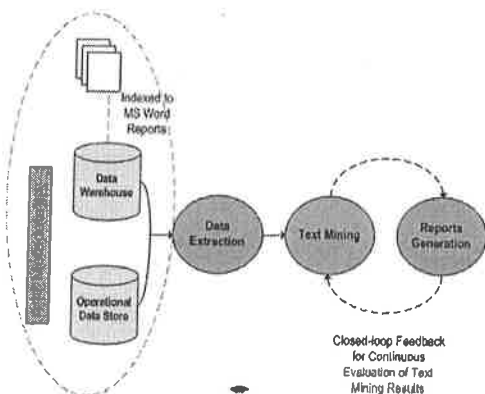 Indexed to
MS Word
Reports
Data
Warehouse
Operational
Data Store
Data
Extraction
Text Mining
Reports
Generation
Closed-loop Feedback
for Continuous
Evaluation of Text
Mining Results